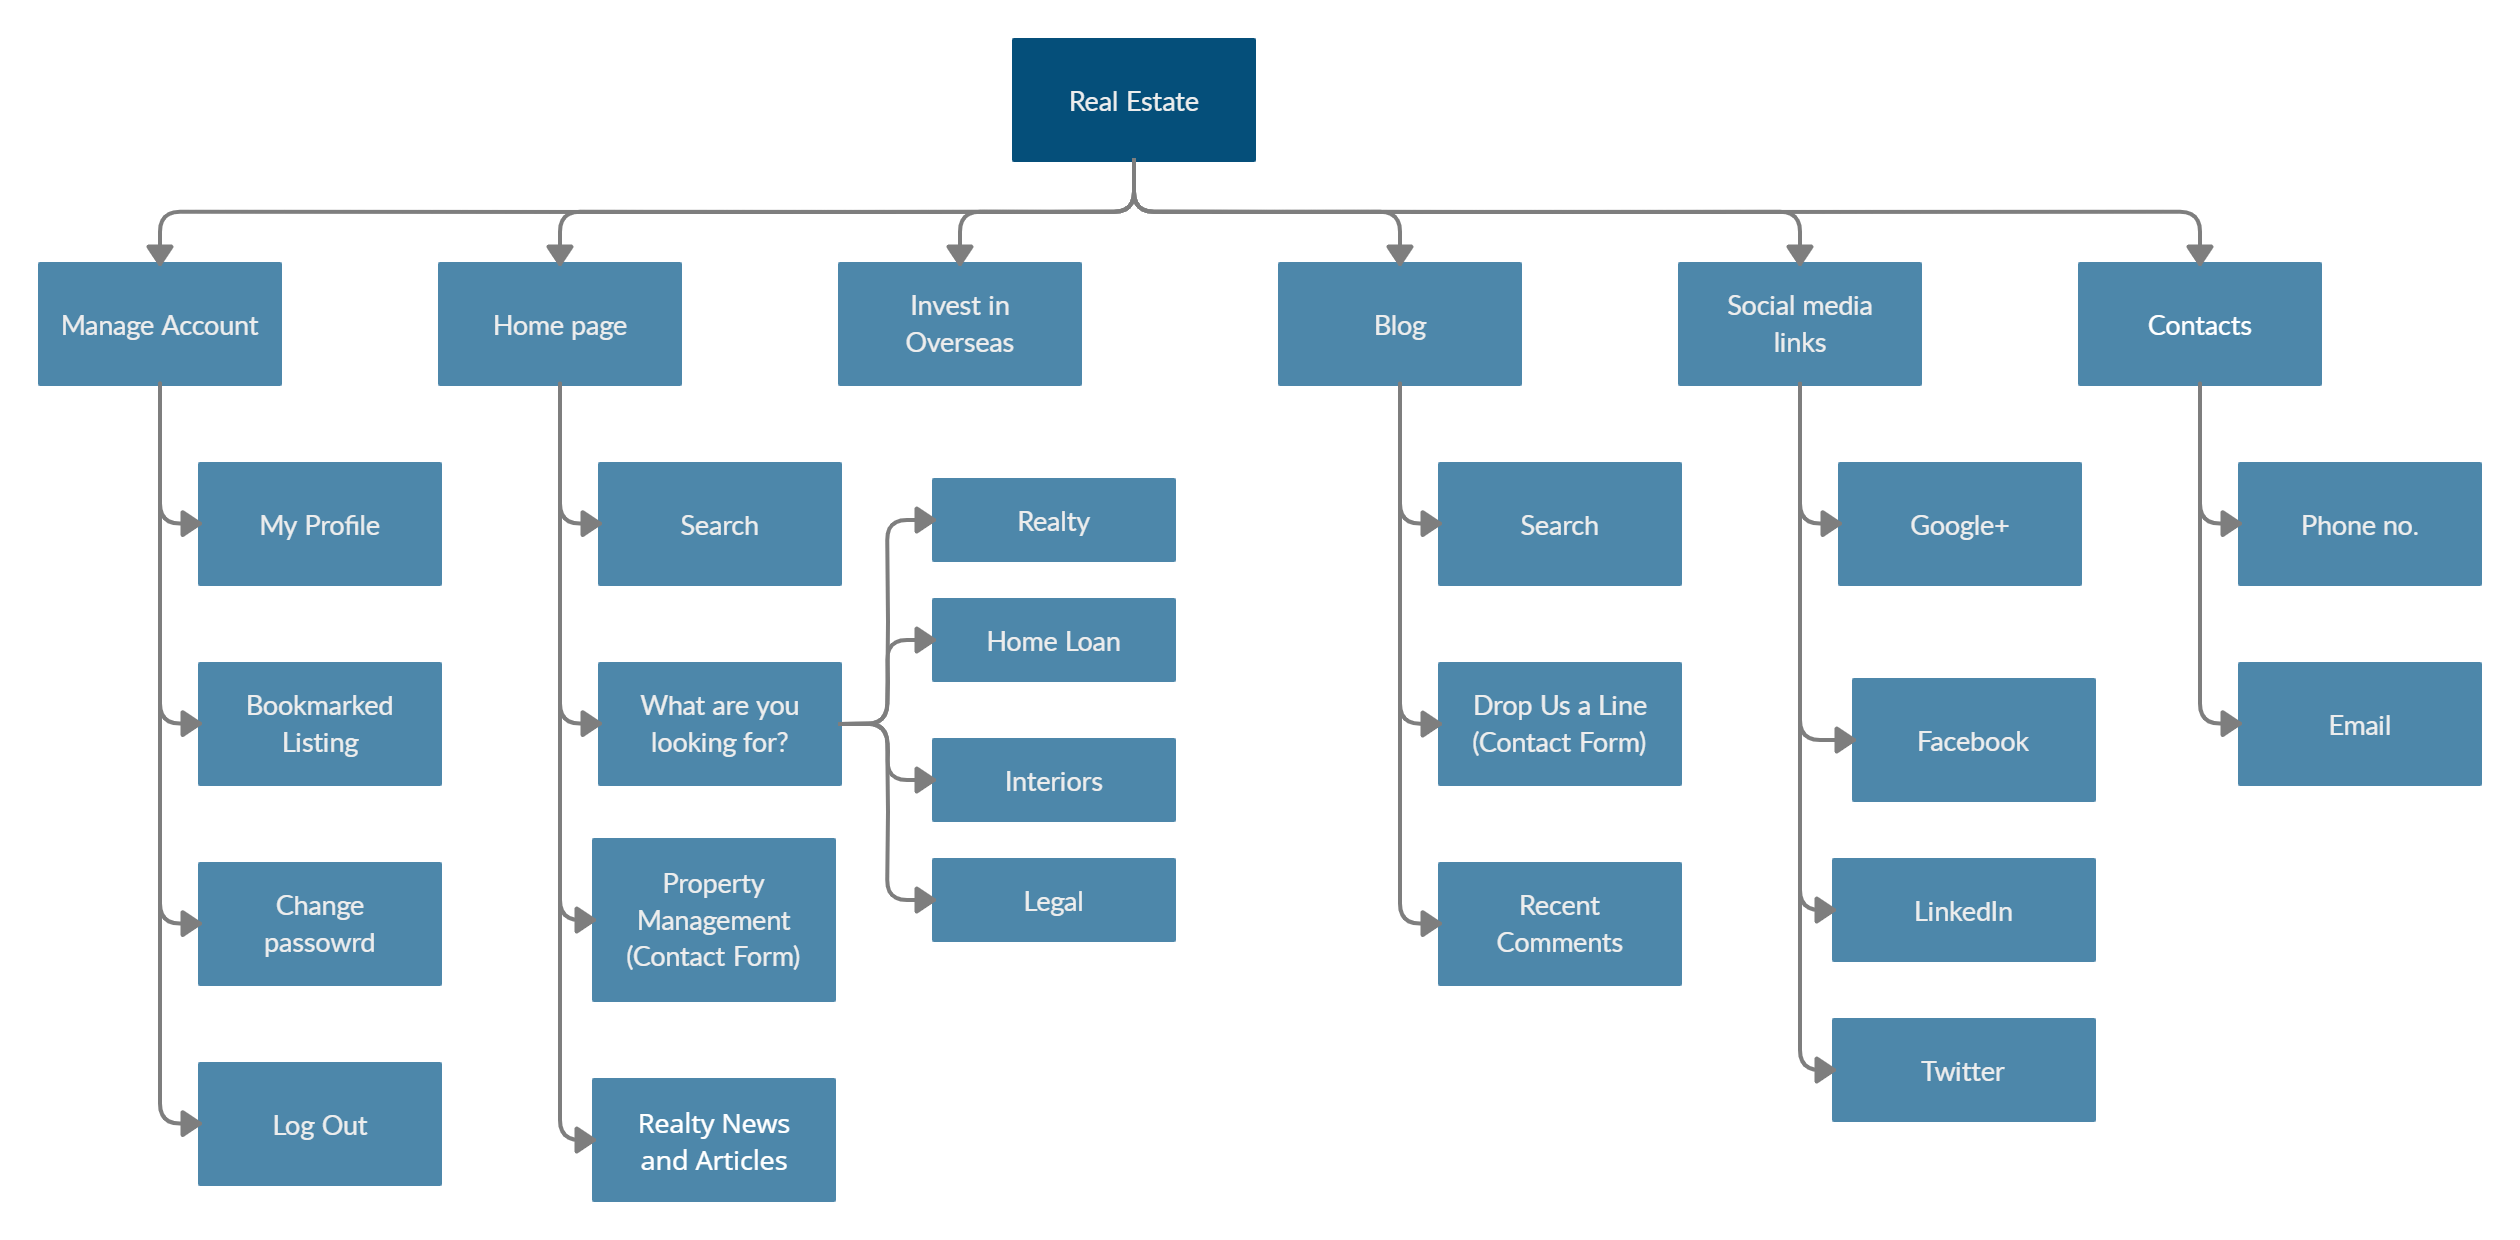 Real Estate
Manage Account
Home page
Invest in
Overseas
Blog
Social media
links
Contacts
My Profile
Bookmarked
Listing
Change
passowrd
Log Out
Search
What are you
looking for?
Property
Management
(Contact Form)
Realty News
and Articles
Realty
Home Loan
Interiors
Legal
Search
Drop Us a Line
(Contact Form)
Recent
Comments
Google+
Facebook
LinkedIn
Twitter
Phone no.
Email